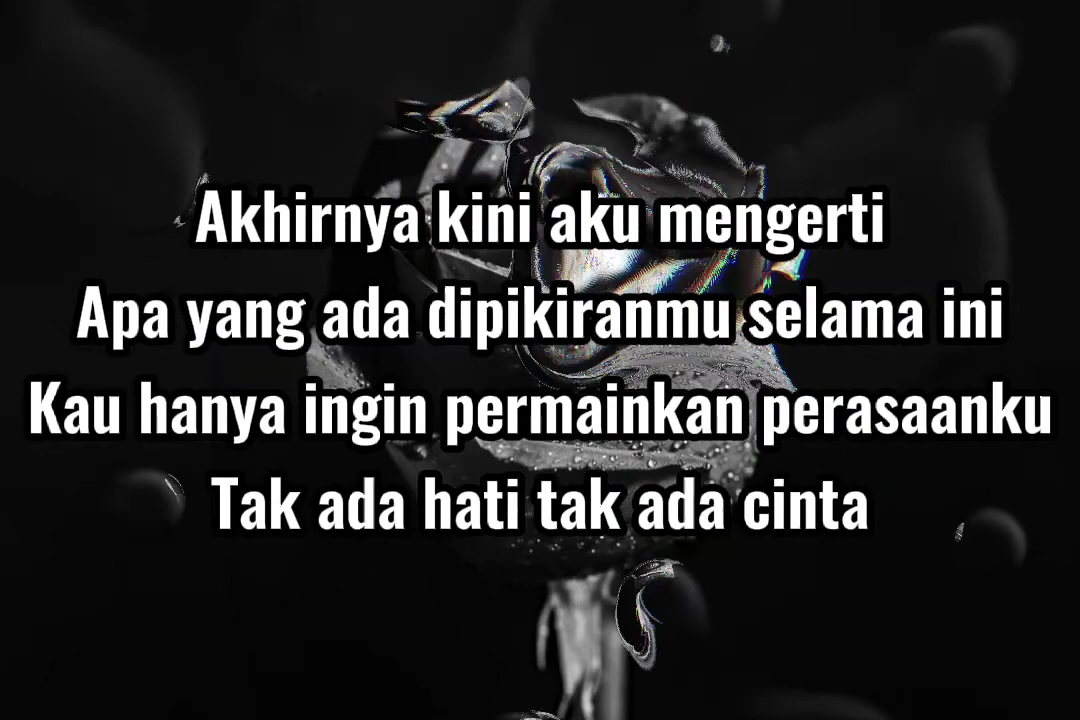 Akhirnya kini aku mengerti
Apa yang ada dipikiranmu selama ini
Kau hanya ingin permainkan perasaanku
Tak ada hati tak ada cinta